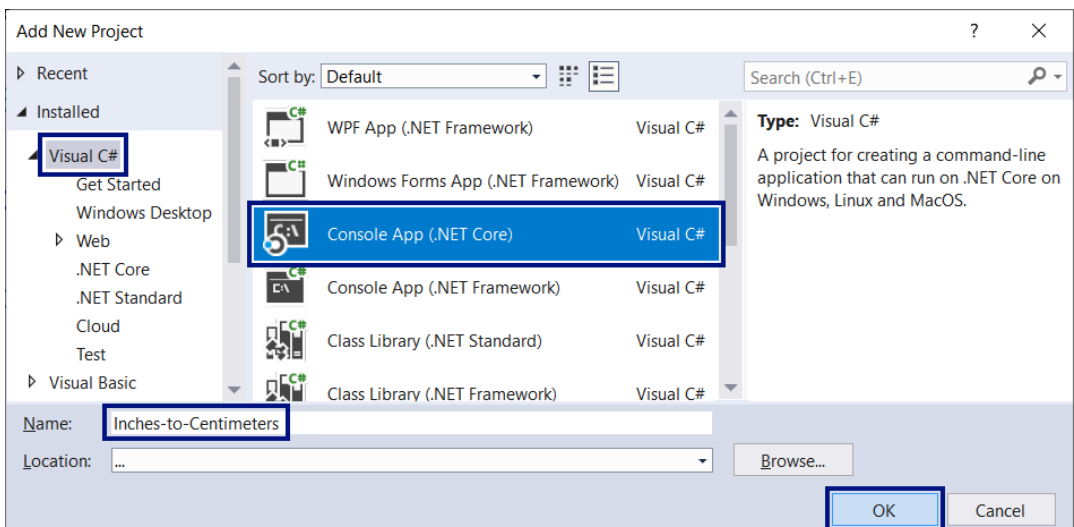 Add New Project
?
Recent
Installed
Visual C#
Get Started
Windows Desktop
Web
.NET Core
.NET Standard
Cloud
Test
Visual Basic
Sort by: Default
C# WPF App (.NET Framework) Visual C#
C# Windows Forms App (.NET Framework) Visual C#
C:\ Console App (.NET Core) Visual C#
C# C:\ Console App (.NET Framework) Visual C#
C# Class Library (.NET Standard) Visual C#
C# Class Library (.NET Framework) Visual C#
Search (Ctrl+E)
Type: Visual C#
A project for creating a command-line
application that can run on .NET Core on
Windows, Linux and MacOS.
Name: Inches-to-Centimeters
Location: ...
Browse...
OK Cancel